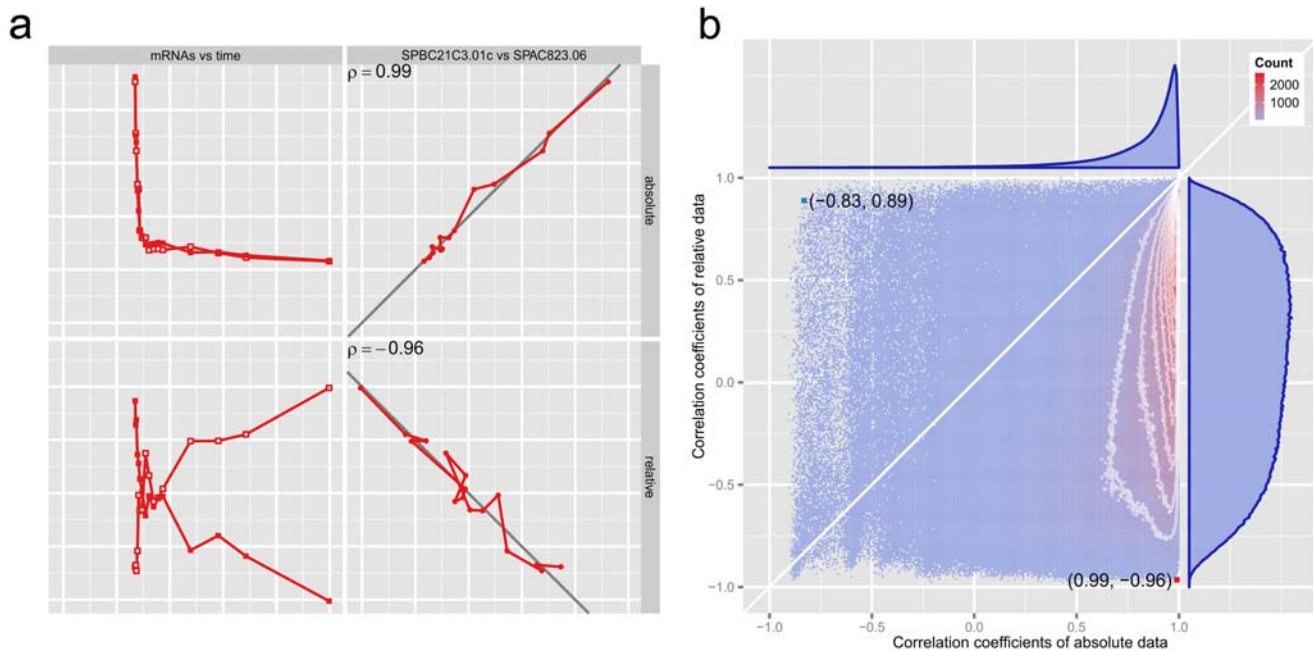 a
mRNAs vs time
SPBC21C3.01c vs SPAC823.06
ρ = 0.99
absolute
ρ = −0.96
relative
b
Count
2000
1000
(−0.83, 0.89)
(0.99, −0.96)
Correlation coefficients of relative data
1.0
0.5
0.0
−0.5
−1.0
−1.0 −0.5 0.0 0.5 1.0
Correlation coefficients of absolute data